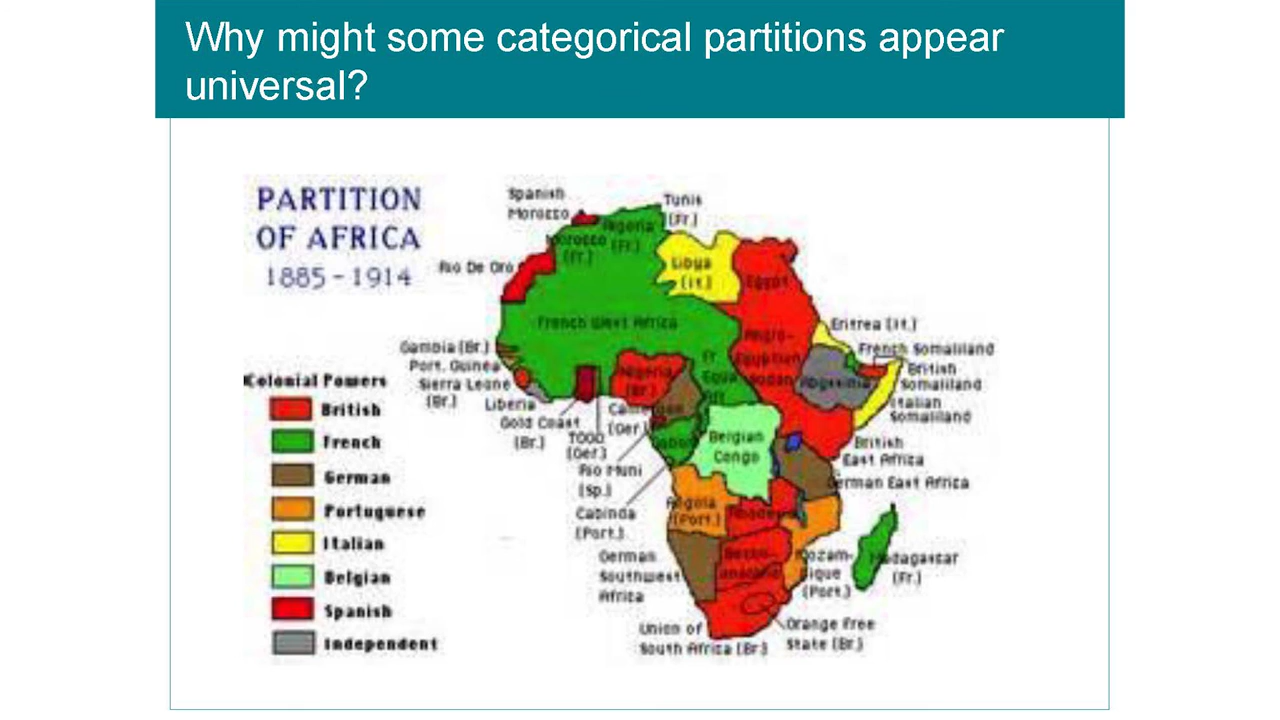 Why might some categorical partitions appear
universal?
PARTITION
OF AFRICA
1885 - 1914
Spanish
Morocco
Tunis
(Fr.)
Algeria
(Fr.)
Morocco
(Fr.)
Rio De Oro
Libya
(It.)
Egypt
French West Africa
Eritrea (It.)
Anglo-
Egyptian
Sudan
French Somaliland
British
Somaliland
Italian
Somaliland
Abyssinia
Gambia (Br.)
Port. Guinea
Sierra Leone
(Br.)
Liberia
Gold Coast
(Br.)
Togo
(Ger.)
Nigeria
(Br.)
Fr.
Equa
Afr
(Ger.)
Rio Muni
(Sp.)
Cabinda
(Port.)
Belgian
Congo
British
East Africa
German East Africa
Angola
(Port.)
German
Southwest
Africa
Mozam-
bique
(Port.)
Madagascar
(Fr.)
Union of
South Africa (Br.)
Orange Free
State (Br.)
Colonial Powers
British
French
German
Portuguese
Italian
Belgian
Spanish
Independent